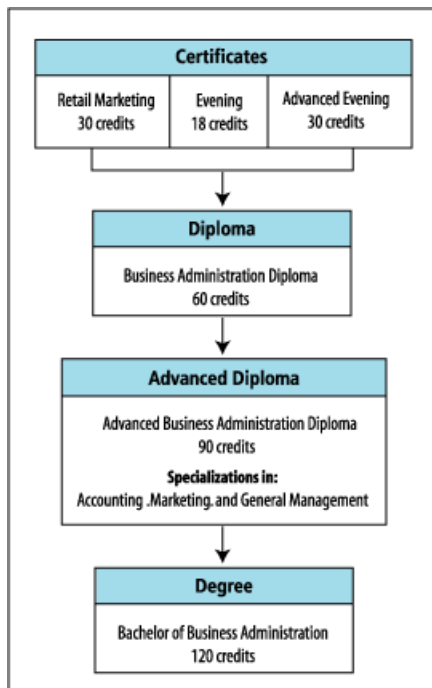 Certificates
Retail Marketing
30 credits
Evening
18 credits
Advanced Evening
30 credits
Diploma
Business Administration Diploma
60 credits
Advanced Diploma
Advanced Business Administration Diploma
90 credits
Specializations in:
Accounting .Marketing. and General Management
Degree
Bachelor of Business Administration
120 credits